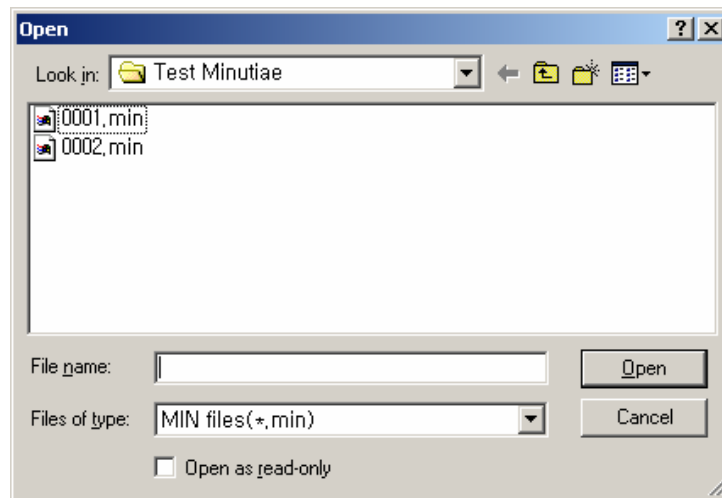 Open
Look in: Test Minutiae
0001,min
0002,min
File name: Open
Files of type: MIN files(*,min) Cancel
Open as read-only